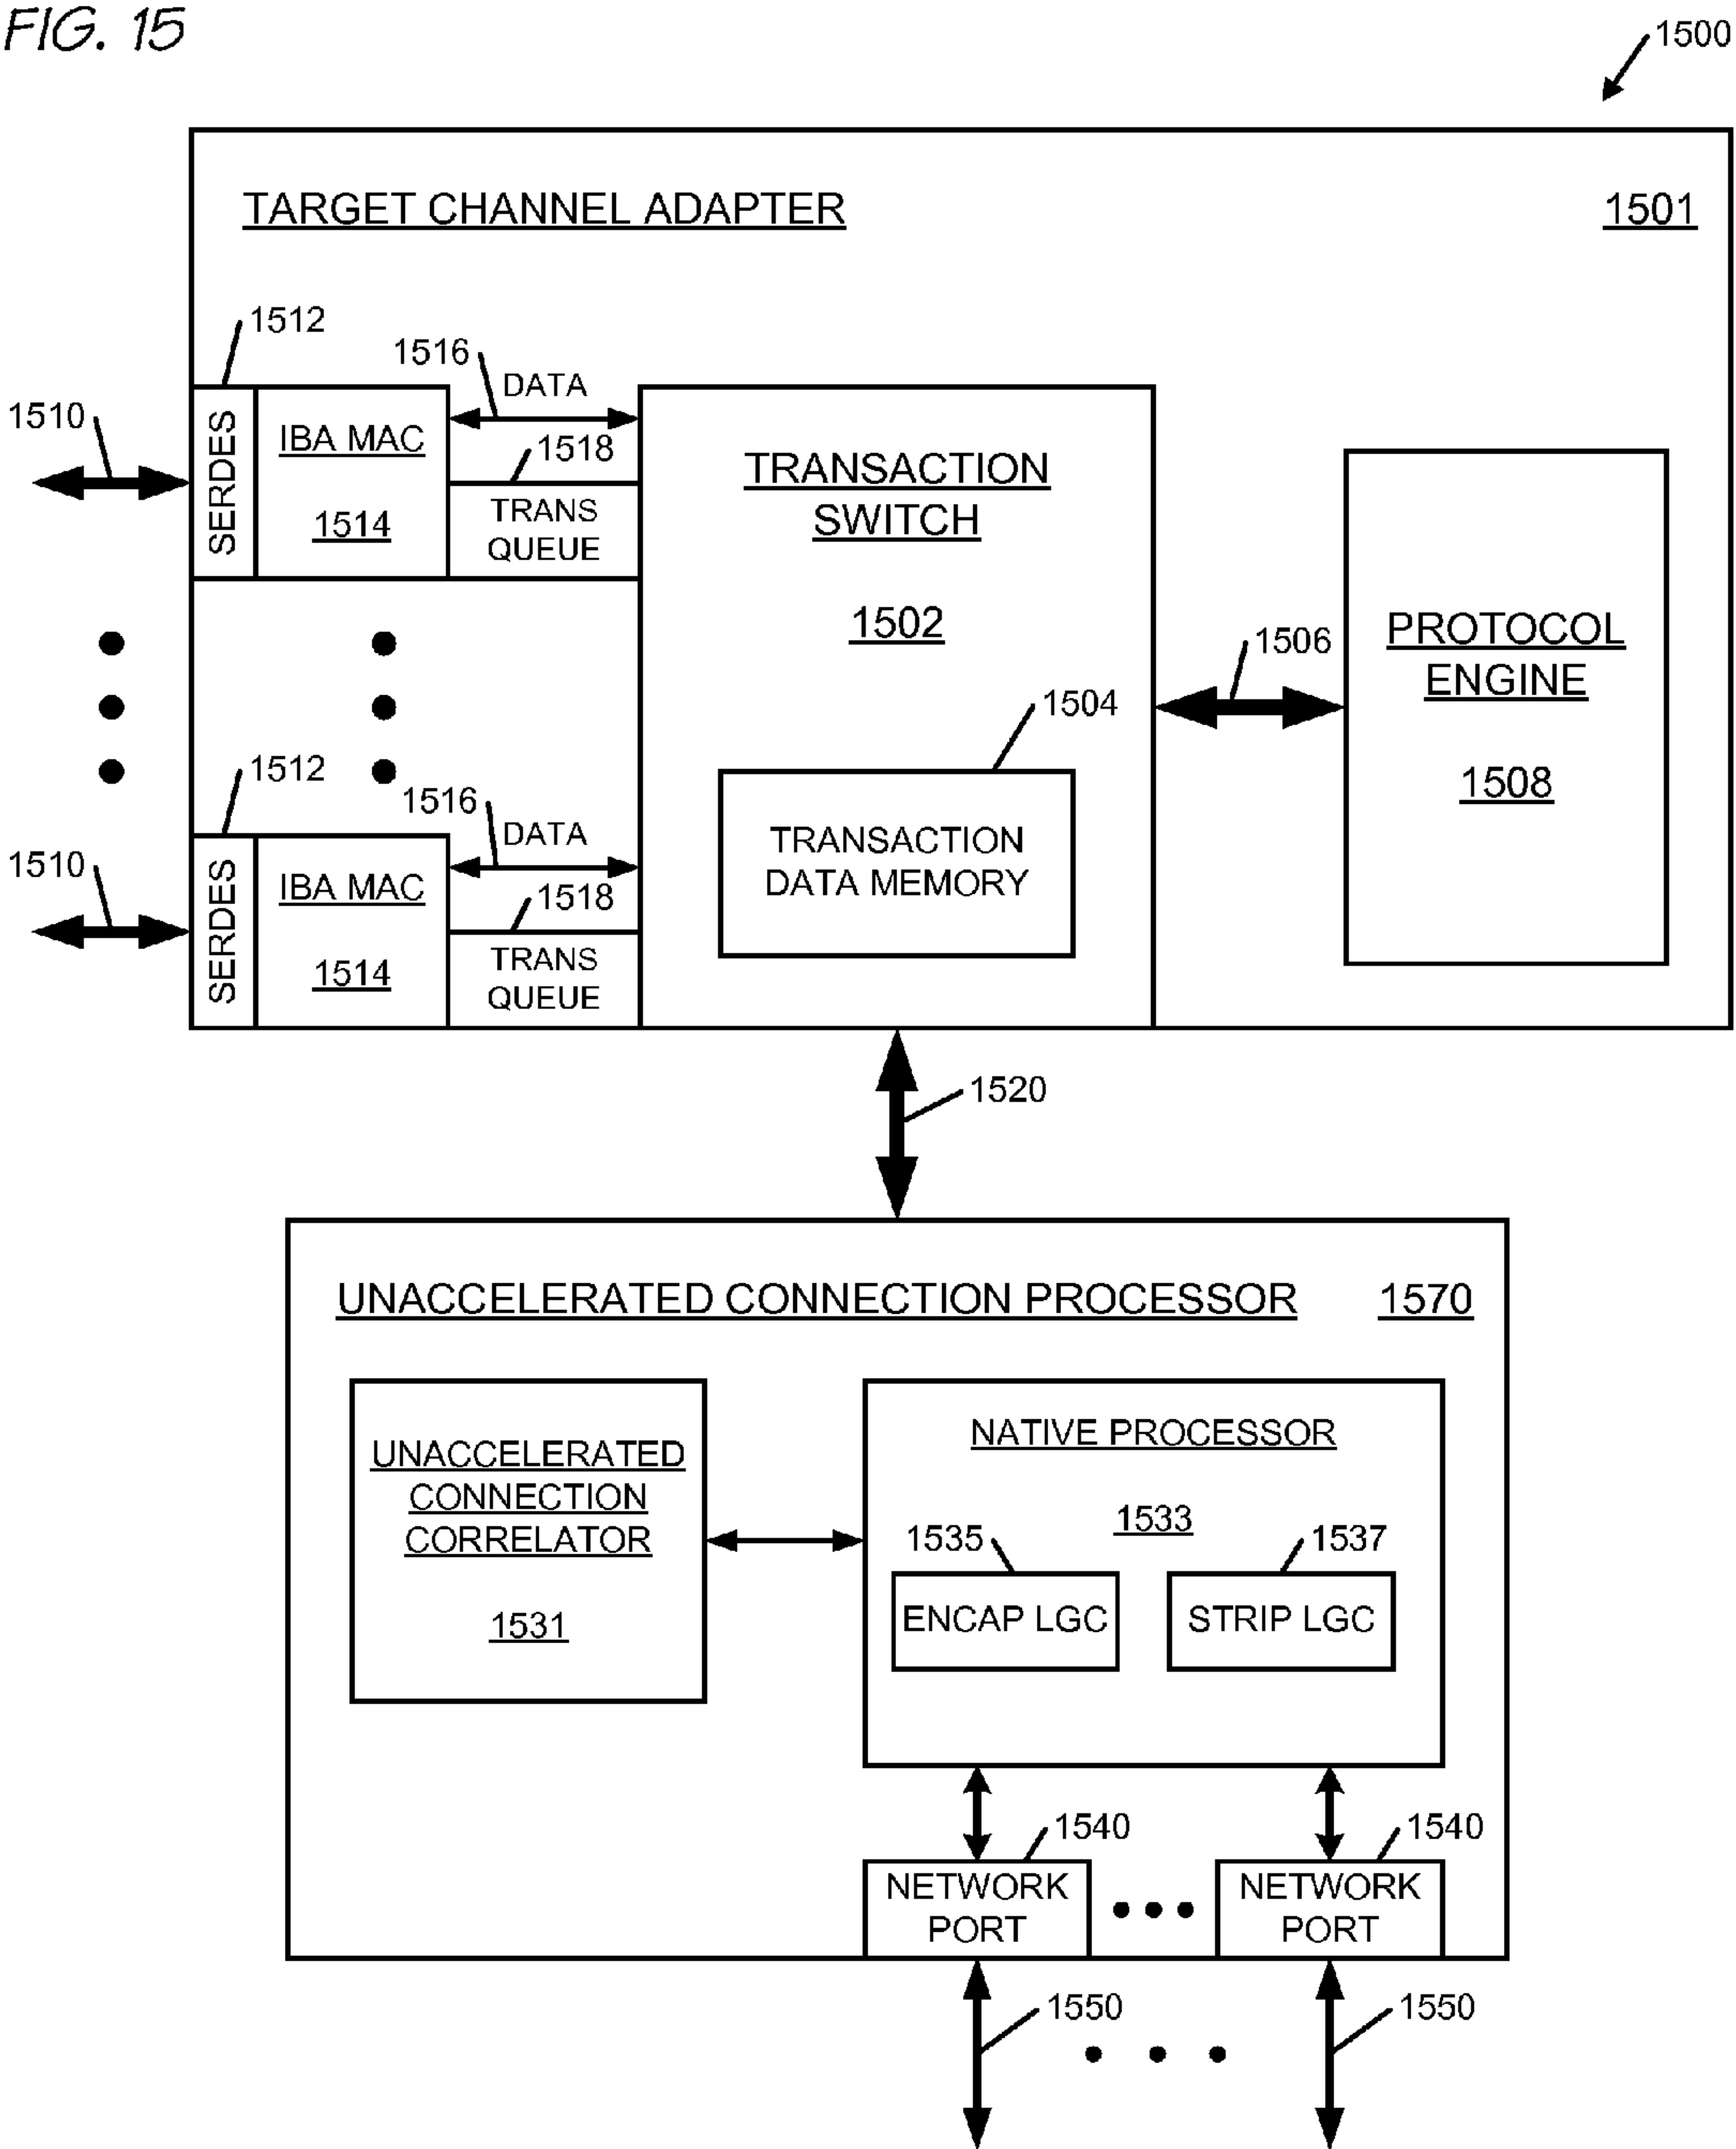 FIG. 15
1500
TARGET CHANNEL ADAPTER 1501
1512
1516
DATA
1510
SERDES
IBA MAC
1514
1518
TRANS
QUEUE
TRANSACTION
SWITCH
1502
1504
TRANSACTION
DATA MEMORY
1506
PROTOCOL
ENGINE
1508
1512
1516
DATA
1510
SERDES
IBA MAC
1514
1518
TRANS
QUEUE
1520
UNACCELERATED CONNECTION PROCESSOR 1570
UNACCELERATED
CONNECTION
CORRELATOR
1531
NATIVE PROCESSOR
1533
1535
ENCAP LGC
1537
STRIP LGC
1540
NETWORK
PORT
1540
NETWORK
PORT
1550
1550